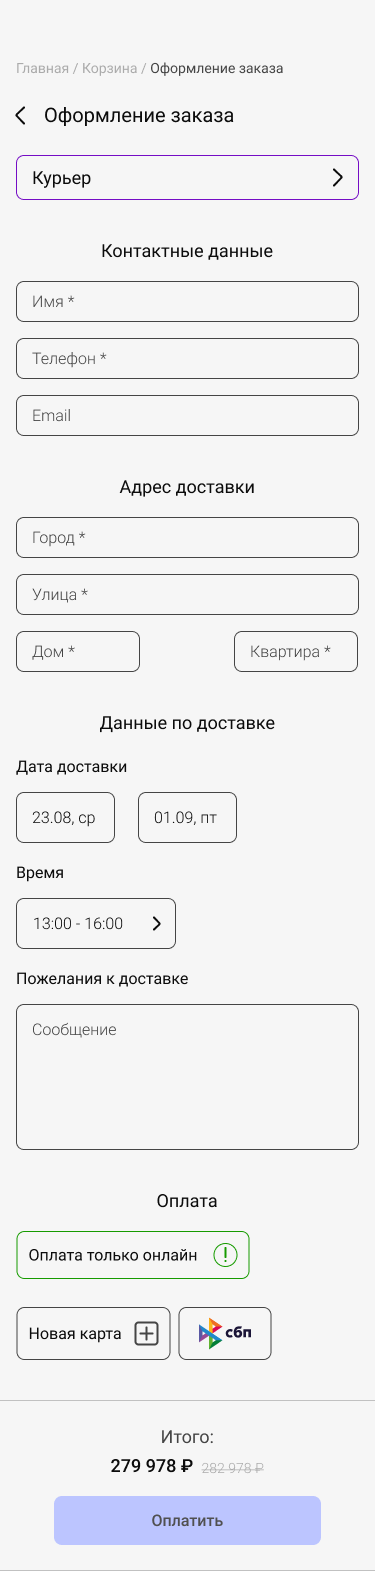 Главная / Корзина / Оформление заказа
Оформление заказа
Курьер
Контактные данные
Имя *
Телефон *
Email
Адрес доставки
Город *
Улица *
Дом * Квартира *
Данные по доставке
Дата доставки
23.08, ср 01.09, пт
Время
13:00 - 16:00
Пожелания к доставке
Сообщение
Оплата
Оплата только онлайн
Новая карта сбп
Итого:
279 978 ₽ 282 978 ₽
Оплатить